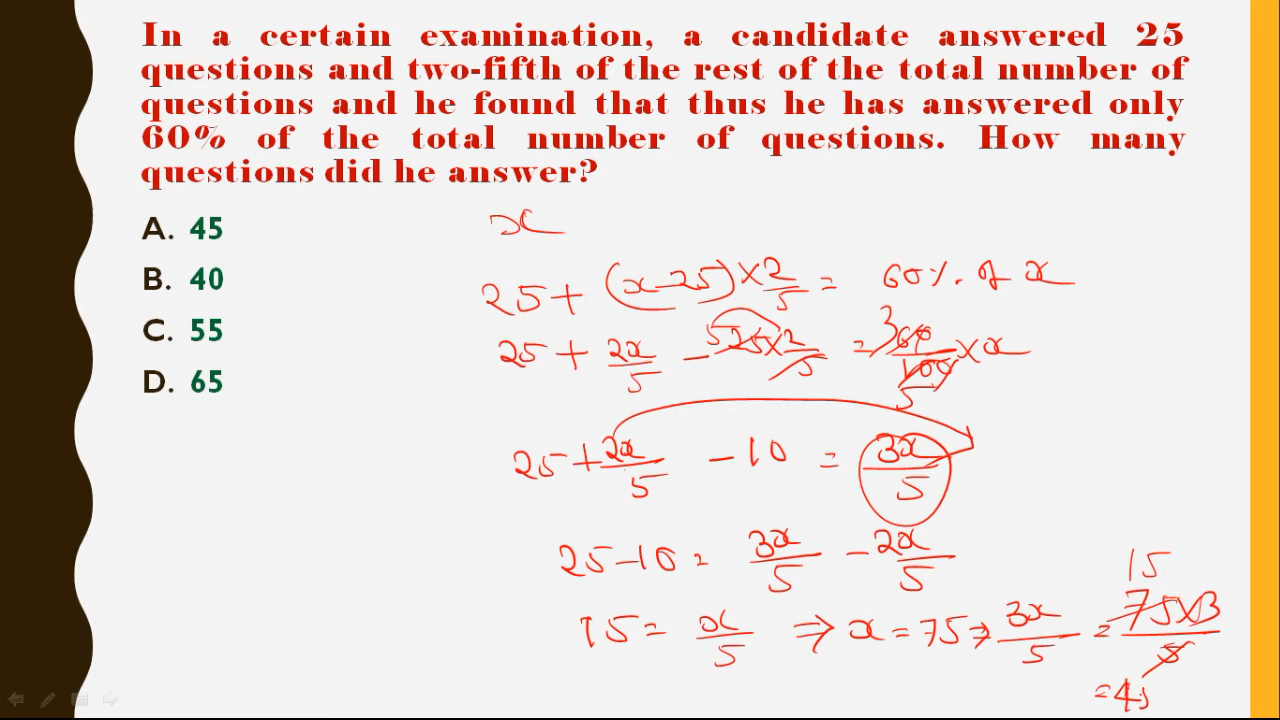 In a certain examination, a candidate answered 25
questions and two-fifth of the rest of the total number of
questions and he found that thus he has answered only
60% of the total number of questions. How many
questions did he answer?
A. 45
B. 40
C. 55
D. 65
x
25 + (x-25) × 2/5 = 60% of x
25 + 2x/5 - 5 25 × 2/5 = 3 60/100 5 × x
25 + 2x/5 - 10 = 3x/5
25 - 10 = 3x/5 - 2x/5
15
15 = x/5 ⇒ x = 75 ⇒ 3x/5 = 75×3/5
= 45